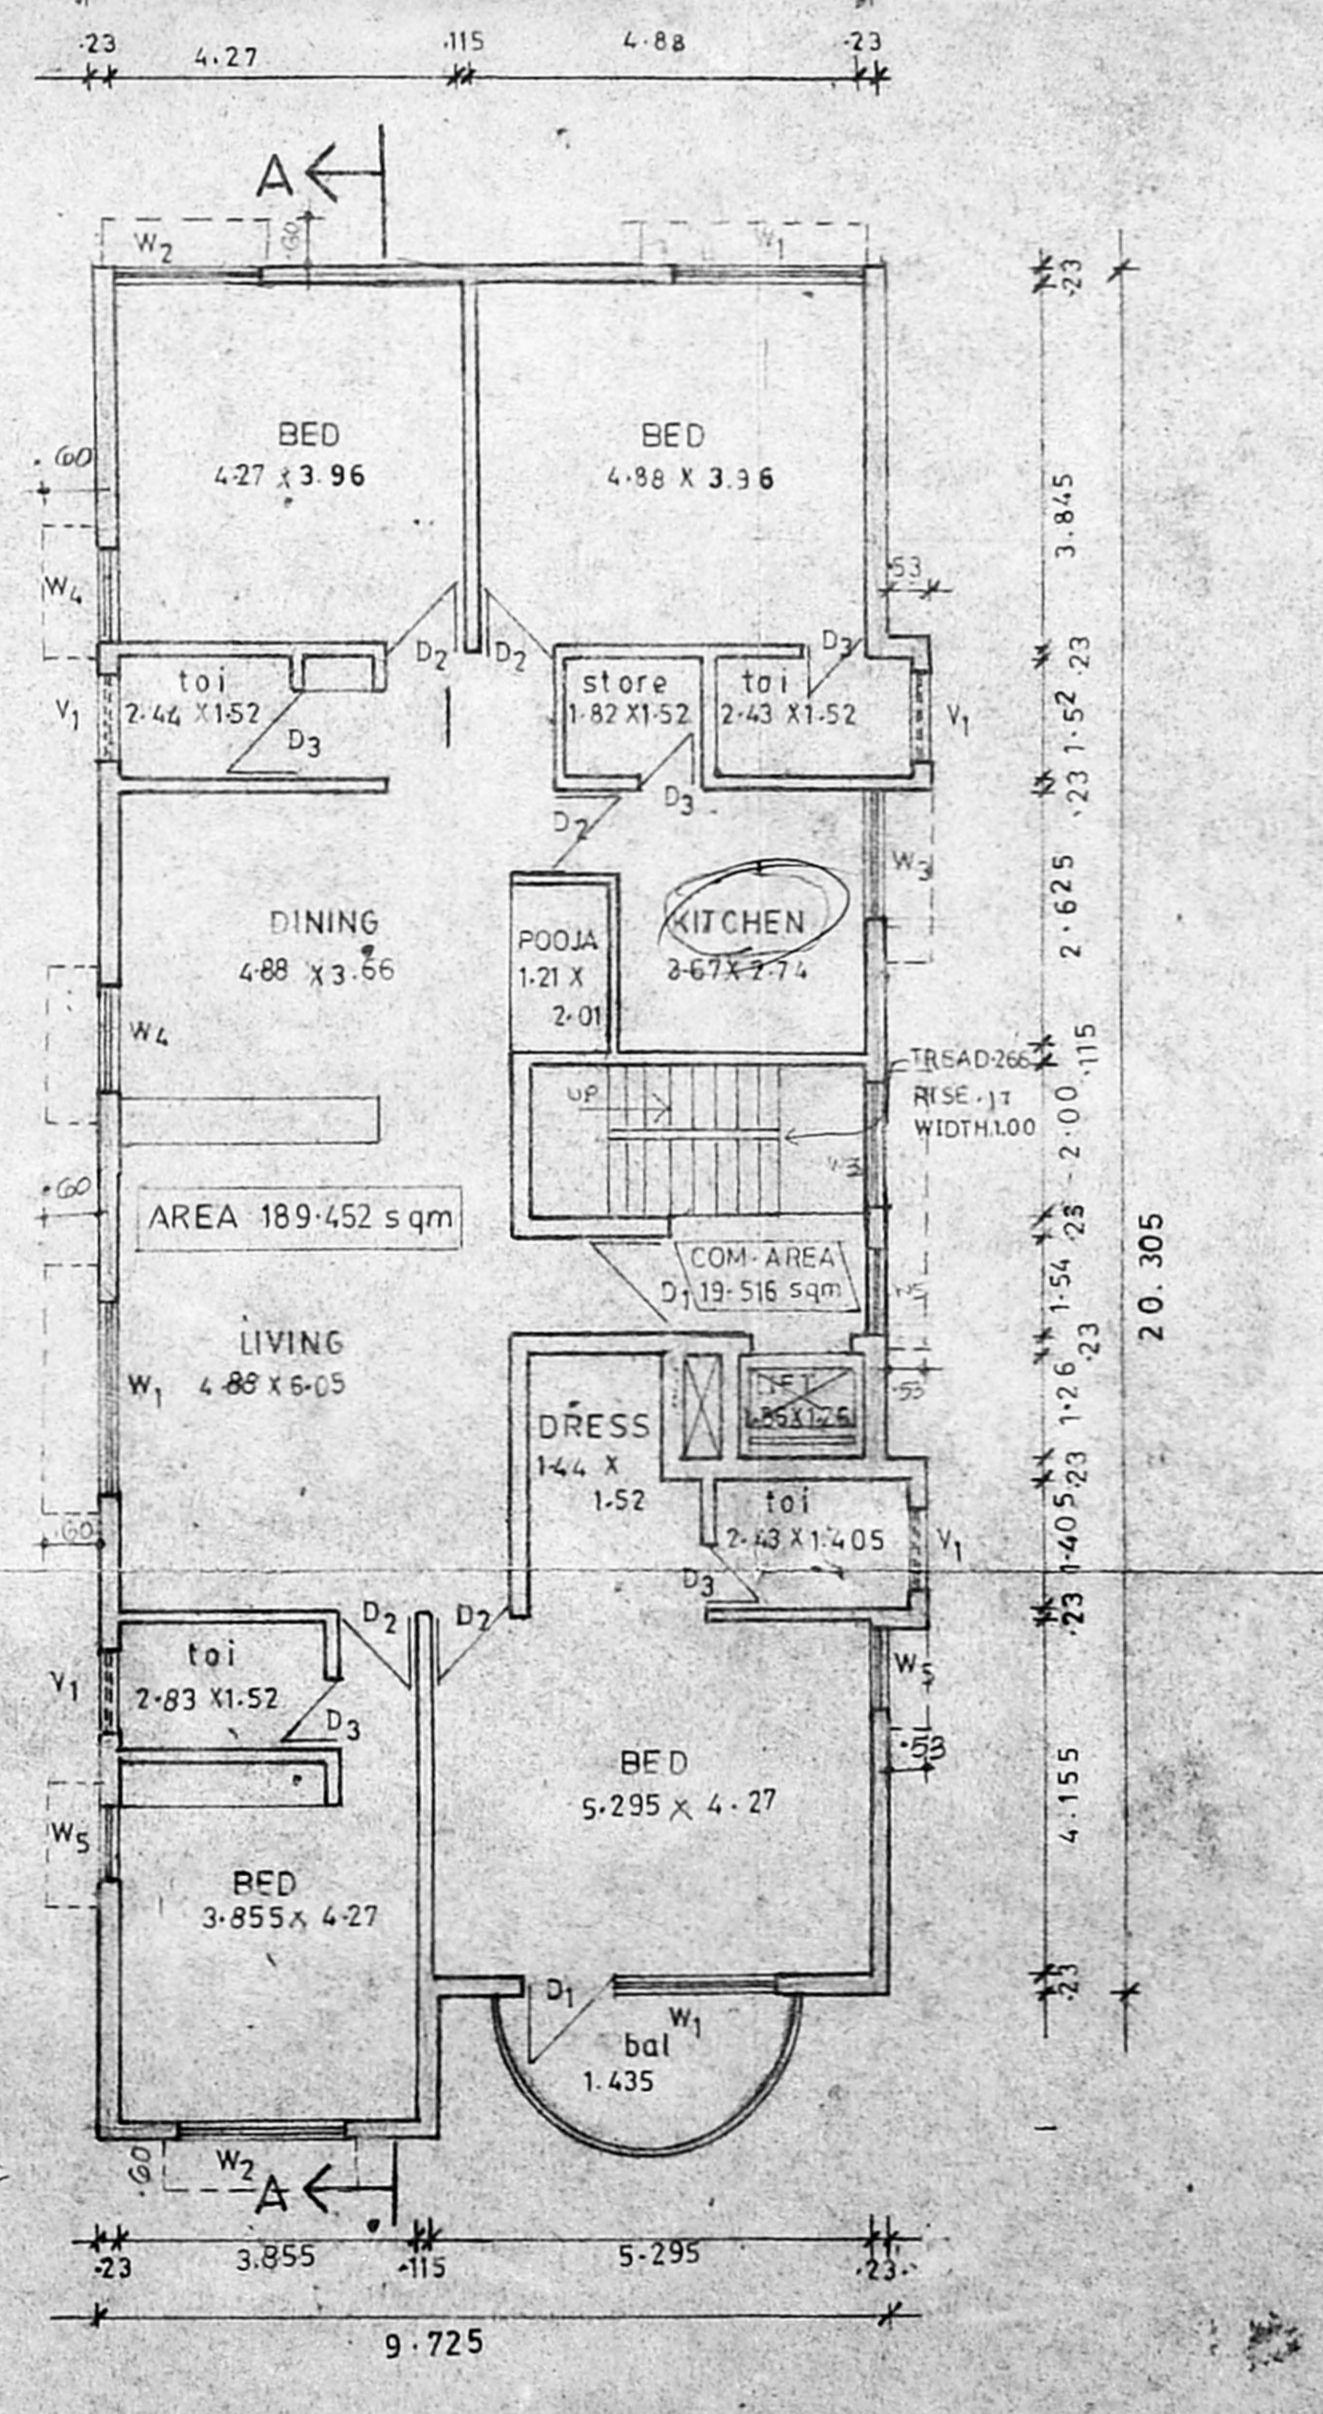 .23
4.27
.115
4.88
.23
A
W2
.60
W1
.23
BED
4.27 X 3.96
BED
4.88 X 3.96
.60
3.845
W4
.53
D2
D2
D3
.23
toi
2.44 X1.52
store
1.82 X1.52
toi
2.43 X1.52
V1
V1
1.52
D3
D3
.23
D2
W3
DINING
4.88 X 3.66
POOJA
1.21 X
2.01
KITCHEN
3.67X2.74
2.625
W4
.115
UP
TREAD.266
RISE.17
WIDTH.1.00
2.00
W3
.60
AREA 189.452 sqm
.23
COM-AREA
19.516 sqm
D1
1.54
20.305
LIVING
4.88 X 6.05
W1
.23
LIFT
.53
1.26
DRESS
1.44 X
1.52
.23
toi
2.43 X 1.405
V1
1.405
.60
D3
D2
D2
.23
toi
2.83 X1.52
V1
D3
W5
.53
BED
5.295 X 4.27
4.155
W5
BED
3.855X 4.27
D1
W1
.23
bal
1.435
.60
W2
A
.23
3.855
.115
5.295
.23
9.725